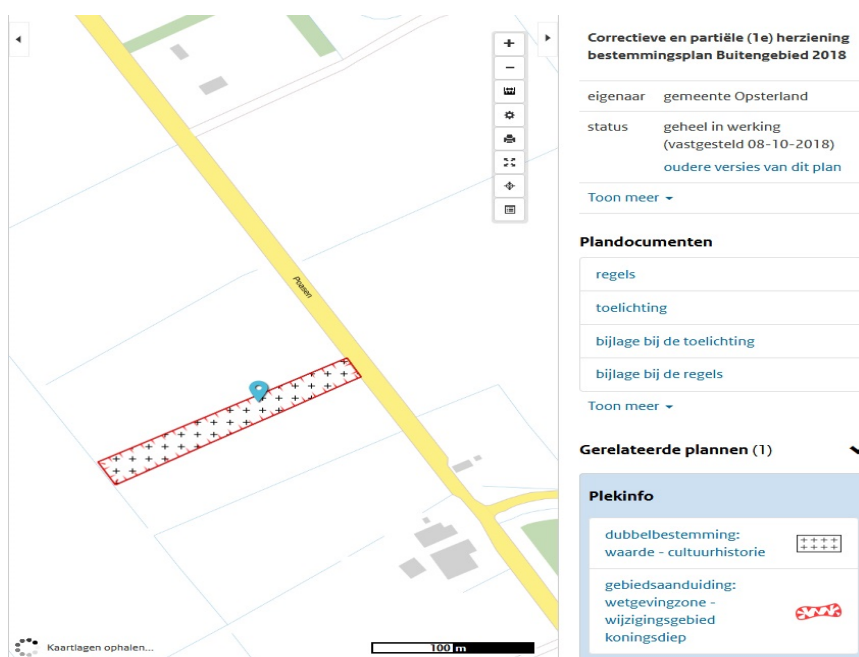 Correctieve en partiële (1e) herziening
bestemmingsplan Buitengebied 2018
eigenaar gemeente Opsterland
status geheel in werking
(vastgesteld 08-10-2018)
oudere versies van dit plan
Toon meer
Plandocumenten
regels
toelichting
bijlage bij de toelichting
bijlage bij de regels
Toon meer
Gerelateerde plannen (1)
Plekinfo
dubbelbestemming:
waarde - cultuurhistorie
gebiedsaanduiding:
wetgevingzone -
wijzigingsgebied
koningsdiep
Poasen
Kaartlagen ophalen...
100 m